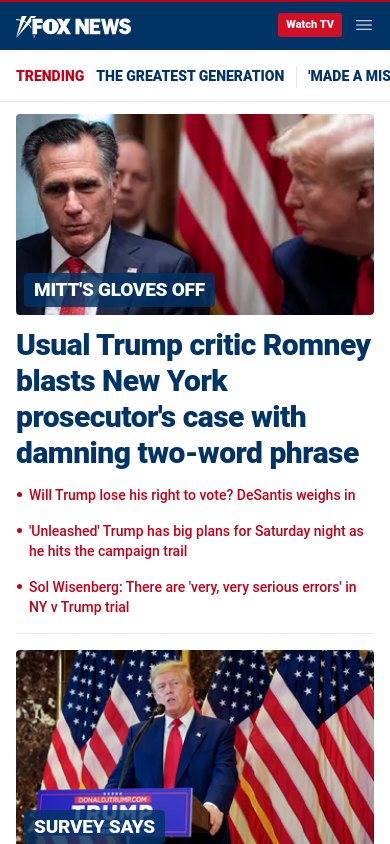 FOX NEWS
Watch TV
TRENDING THE GREATEST GENERATION 'MADE A MIS
MITT'S GLOVES OFF
Usual Trump critic Romney
blasts New York
prosecutor's case with
damning two-word phrase
Will Trump lose his right to vote? DeSantis weighs in
'Unleashed' Trump has big plans for Saturday night as
he hits the campaign trail
Sol Wisenberg: There are 'very, very serious errors' in
NY v Trump trial
DONALDJTRUMP.COM
TRUMP
SURVEY SAYS